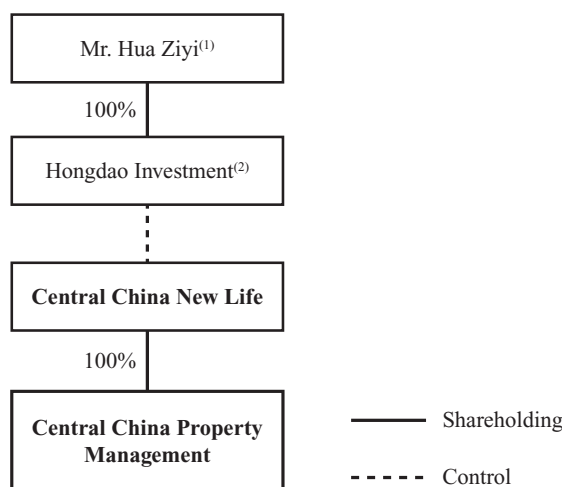 Mr. Hua Ziyi(1)
100%
Hongdao Investment(2)
Central China New Life
100%
Central China Property
Management
Shareholding
Control